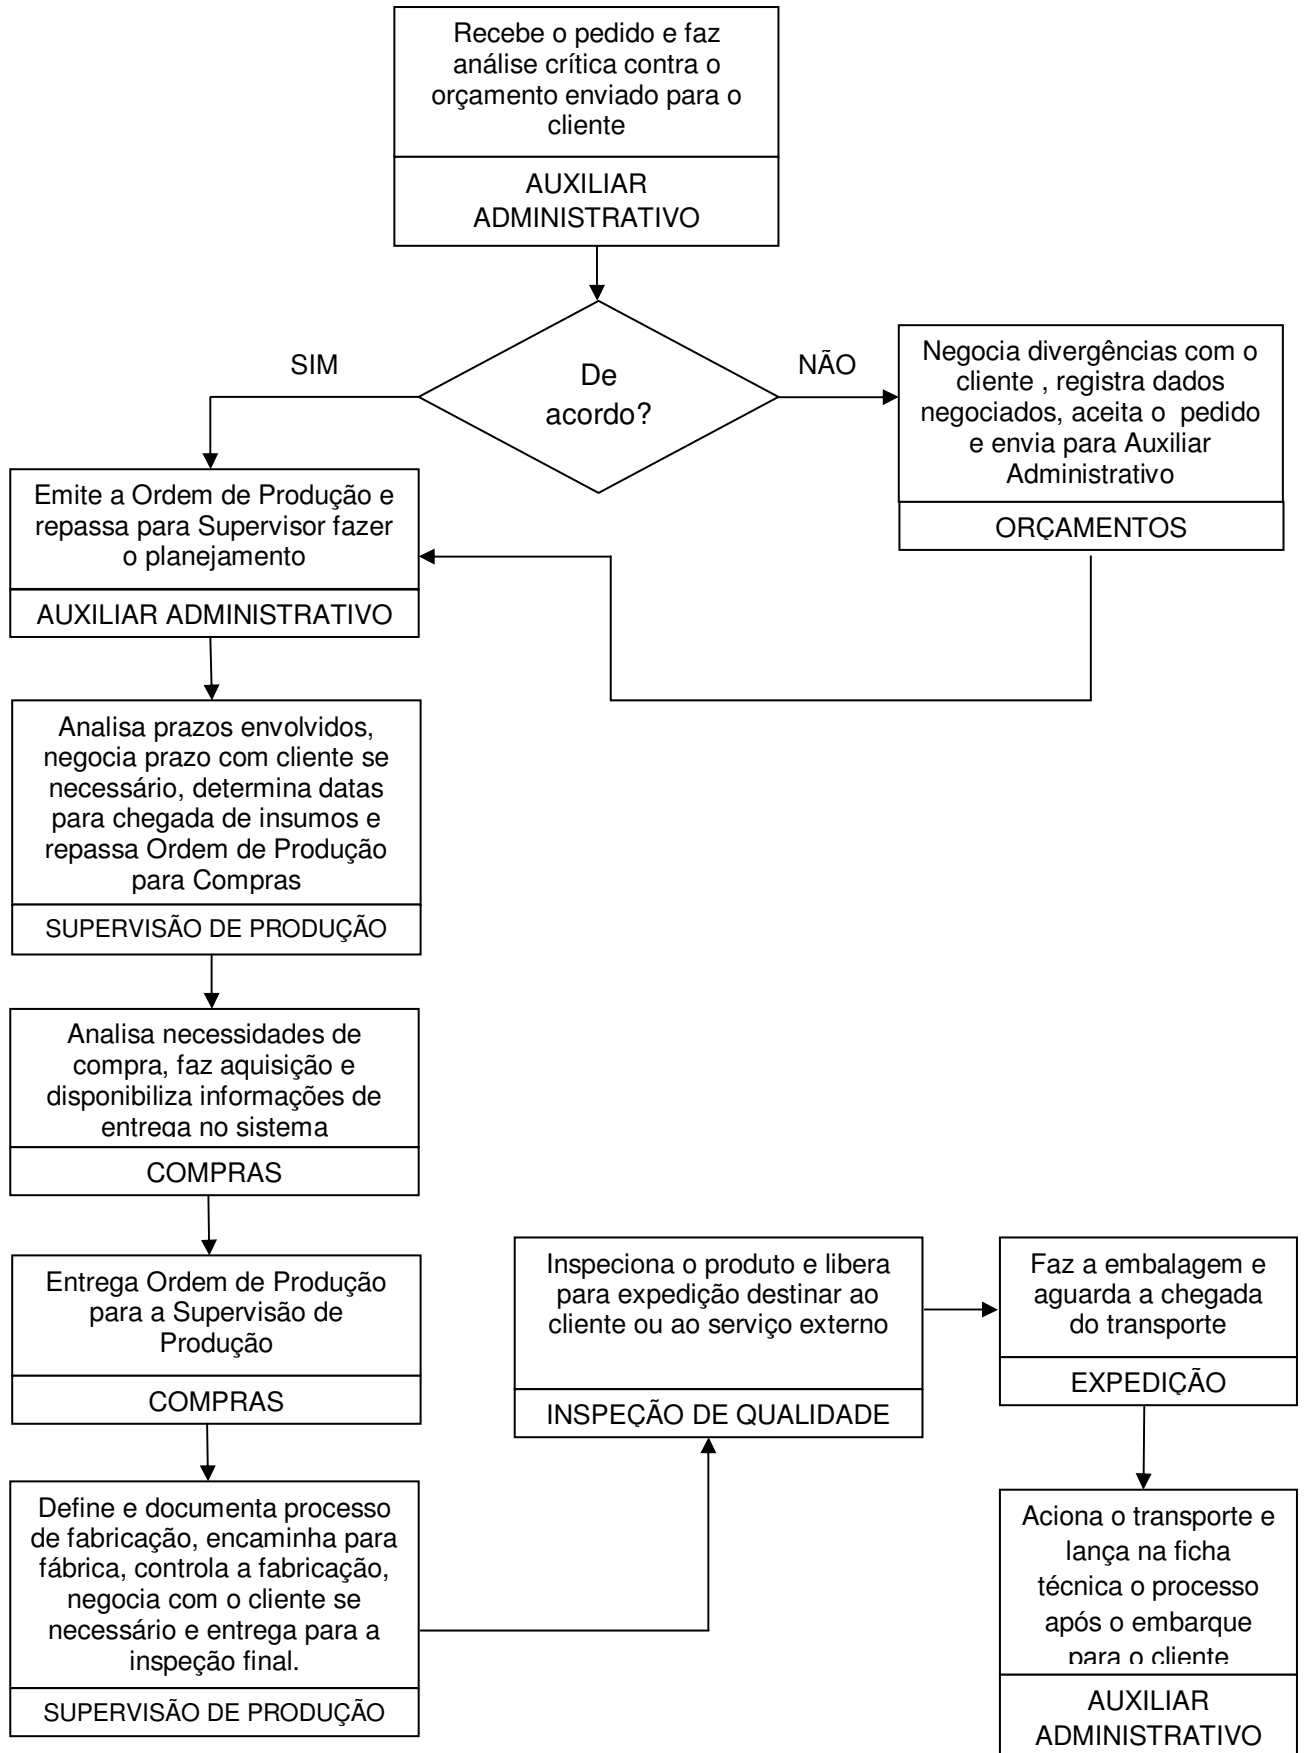 Recebe o pedido e faz
análise crítica contra o
orçamento enviado para o
cliente
AUXILIAR
ADMINISTRATIVO
De
acordo?
SIM
NÃO
Negocia divergências com o
cliente , registra dados
negociados, aceita o pedido
e envia para Auxiliar
Administrativo
ORÇAMENTOS
Emite a Ordem de Produção e
repassa para Supervisor fazer
o planejamento
AUXILIAR ADMINISTRATIVO
Analisa prazos envolvidos,
negocia prazo com cliente se
necessário, determina datas
para chegada de insumos e
repassa Ordem de Produção
para Compras
SUPERVISÃO DE PRODUÇÃO
Analisa necessidades de
compra, faz aquisição e
disponibiliza informações de
entrega no sistema
COMPRAS
Entrega Ordem de Produção
para a Supervisão de
Produção
COMPRAS
Define e documenta processo
de fabricação, encaminha para
fábrica, controla a fabricação,
negocia com o cliente se
necessário e entrega para a
inspeção final.
SUPERVISÃO DE PRODUÇÃO
Inspeciona o produto e libera
para expedição destinar ao
cliente ou ao serviço externo
INSPEÇÃO DE QUALIDADE
Faz a embalagem e
aguarda a chegada
do transporte
EXPEDIÇÃO
Aciona o transporte e
lança na ficha
técnica o processo
após o embarque
para o cliente
AUXILIAR
ADMINISTRATIVO